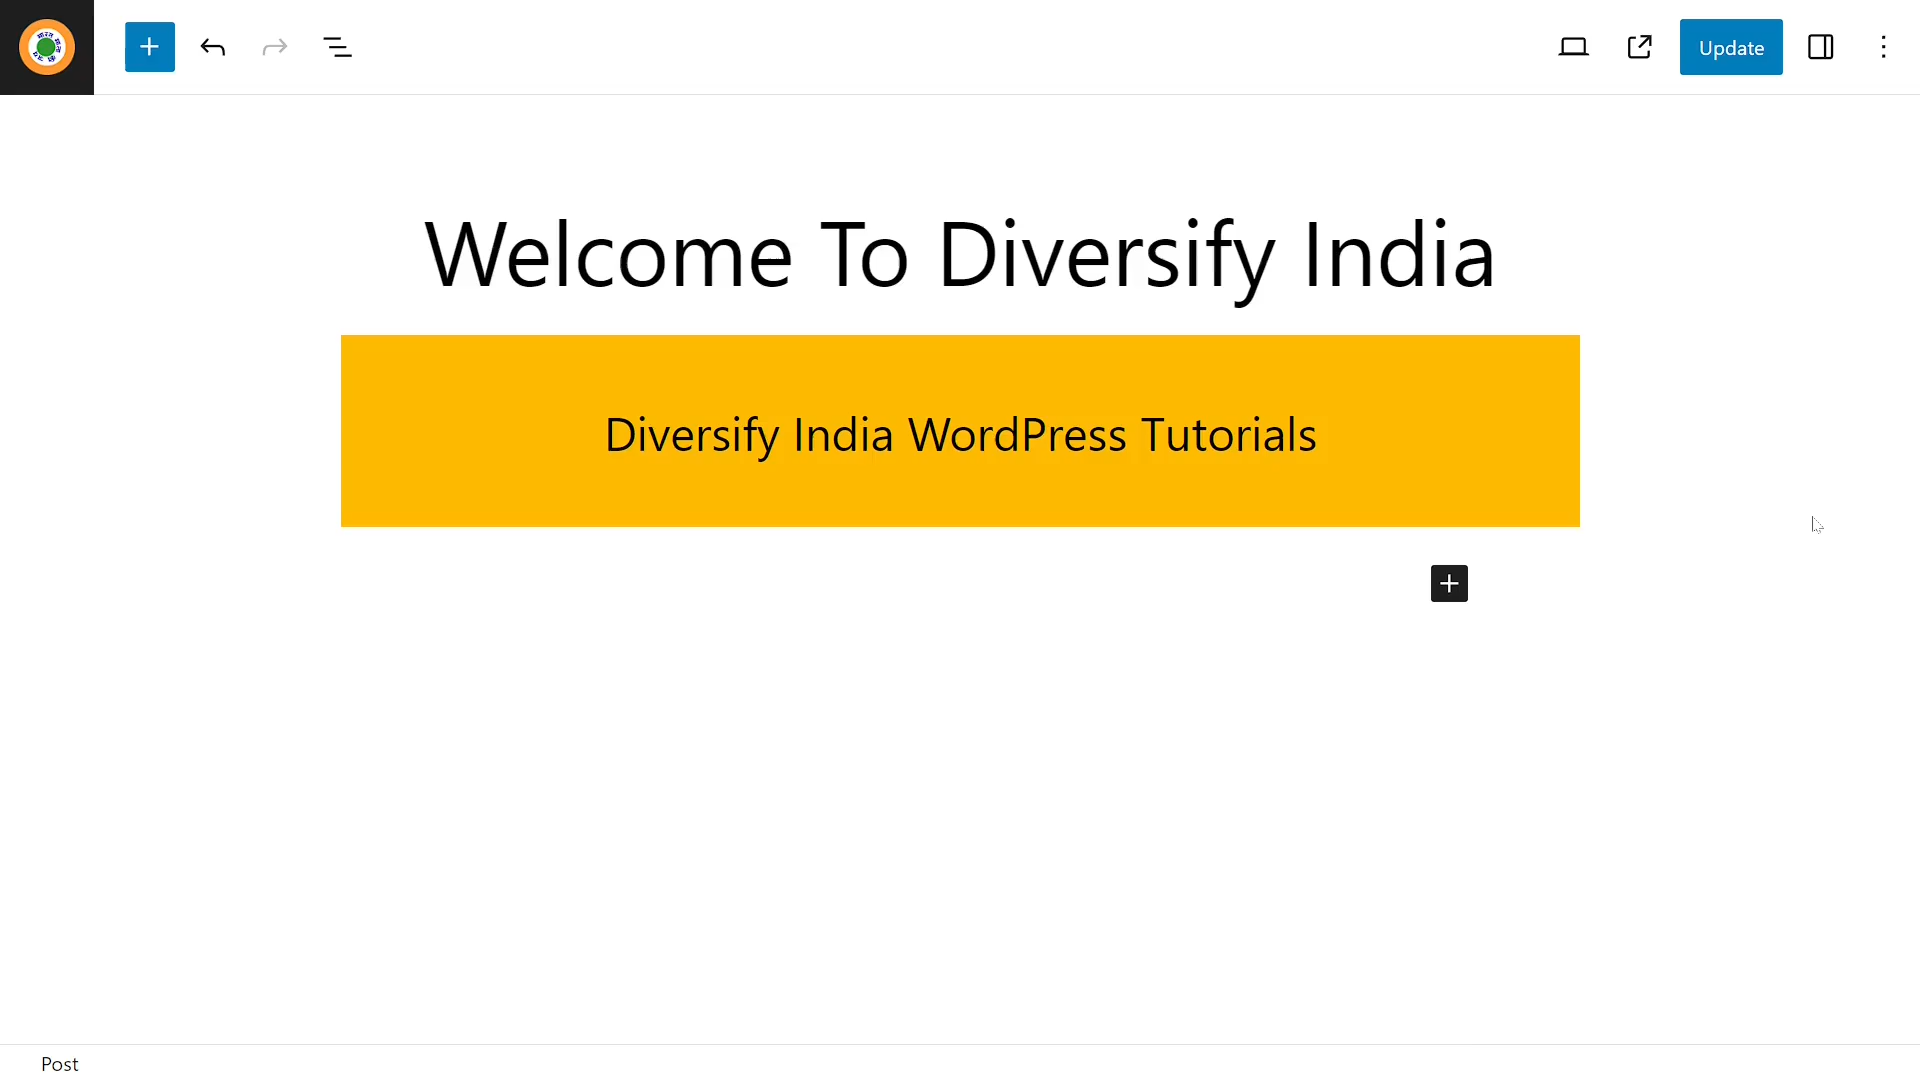 Update
Welcome To Diversify India
Diversify India WordPress Tutorials
Post